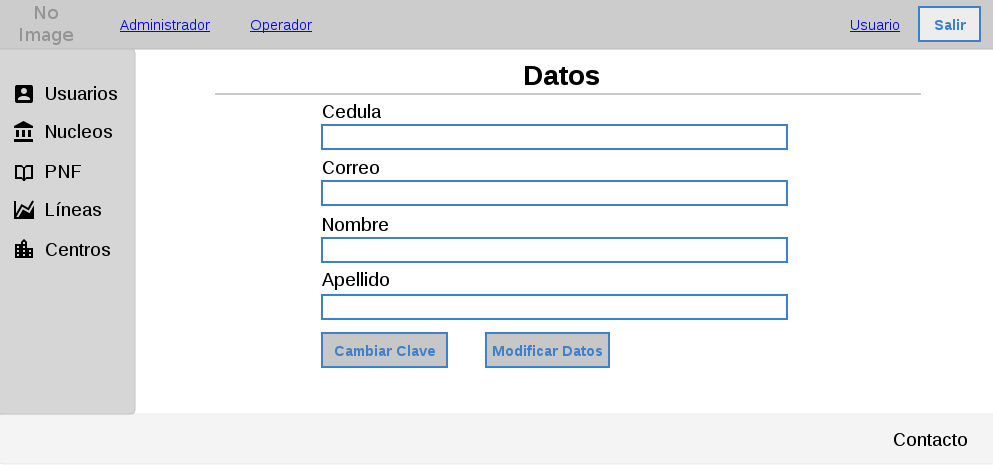 No
Image
Administrador
Operador
Usuario
Salir
Usuarios
Nucleos
PNF
Líneas
Centros
Datos
Cedula
Correo
Nombre
Apellido
Cambiar Clave
Modificar Datos
Contacto